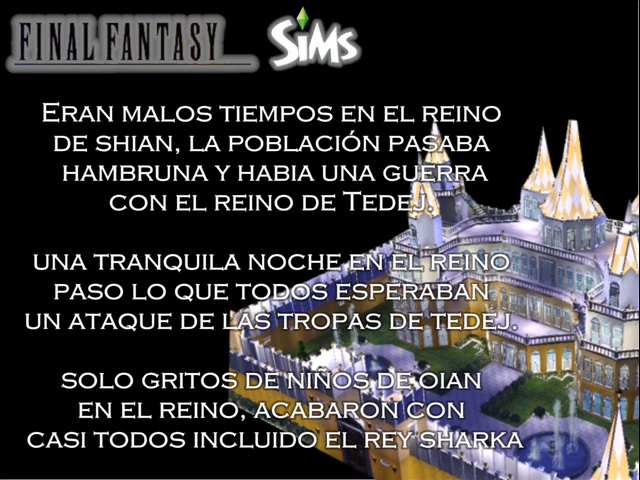 FINAL FANTASY SiMS
ERAN MALOS TIEMPOS EN EL REINO
DE SHIAN, LA POBLACIÓN PASABA
HAMBRUNA Y HABIA UNA GUERRA
CON EL REINO DE TEDEJ.
UNA TRANQUILA NOCHE EN EL REINO
PASO LO QUE TODOS ESPERABAN
UN ATAQUE DE LAS TROPAS DE TEDEJ.
SOLO GRITOS DE NIÑOS DE OIAN
EN EL REINO, ACABARON CON
CASI TODOS INCLUIDO EL REY SHARKA